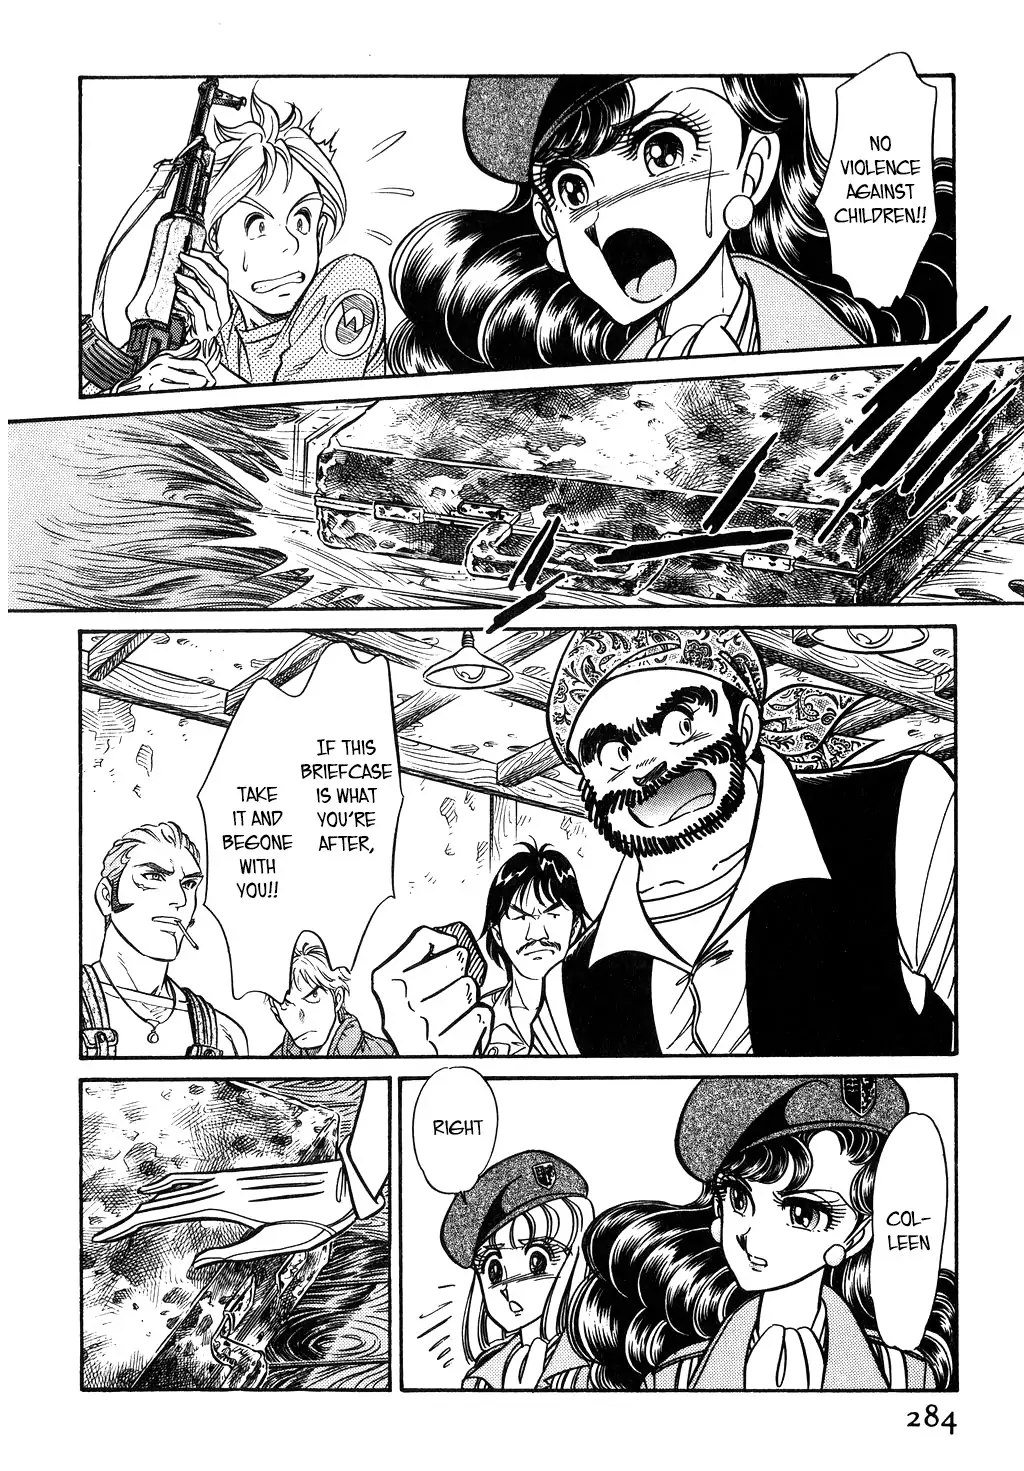 NO
VIOLENCE
AGAINST
CHILDREN!!
IF THIS
BRIEFCASE
IS WHAT
YOU'RE
AFTER,
TAKE
IT AND
BEGONE
WITH
YOU!!
COL-
LEEN
RIGHT
284